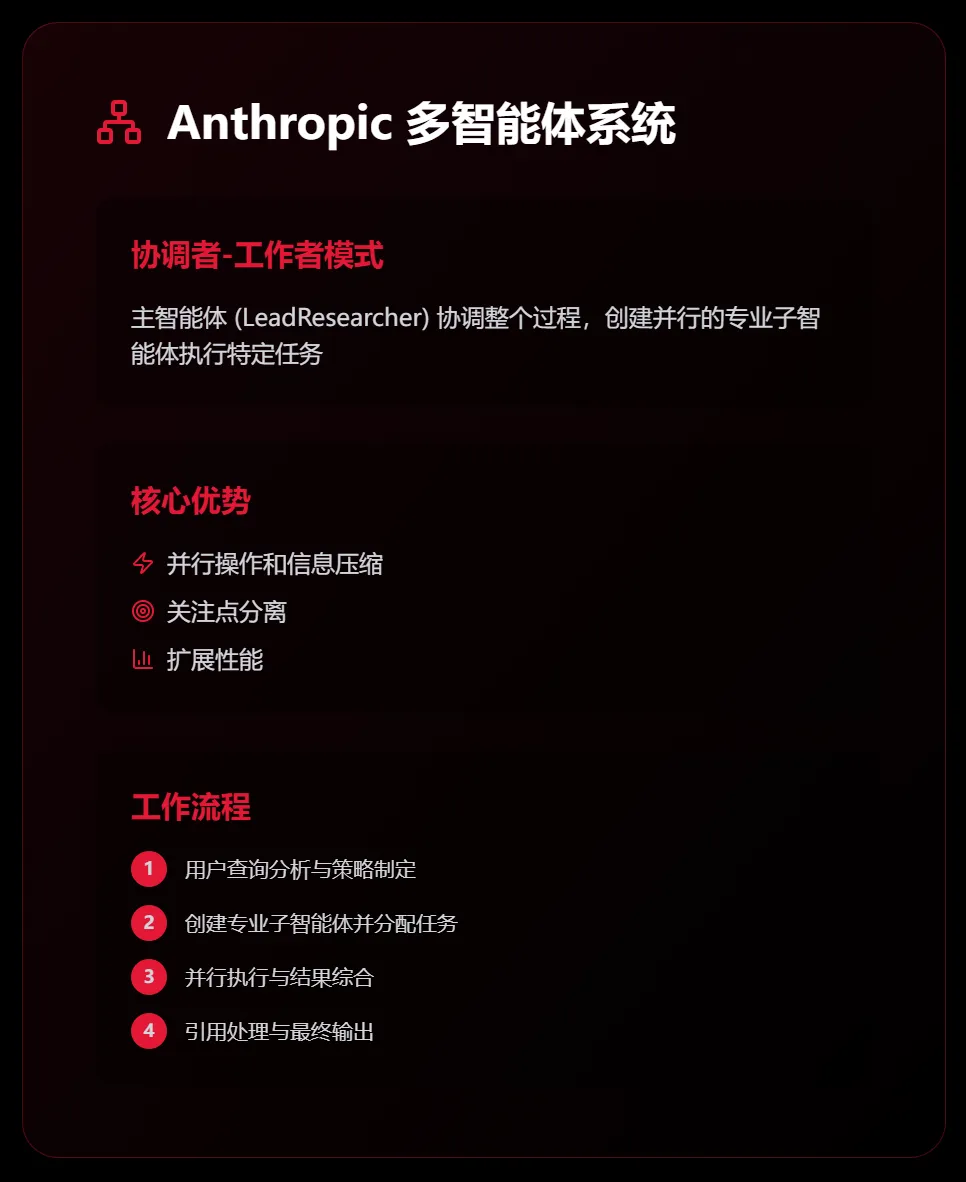 Anthropic 多智能体系统
协调者-工作者模式
主智能体 (LeadResearcher) 协调整个过程，创建并行的专业子智
能体执行特定任务
核心优势
并行操作和信息压缩
关注点分离
扩展性能
工作流程
1 用户查询分析与策略制定
2 创建专业子智能体并分配任务
3 并行执行与结果综合
4 引用处理与最终输出